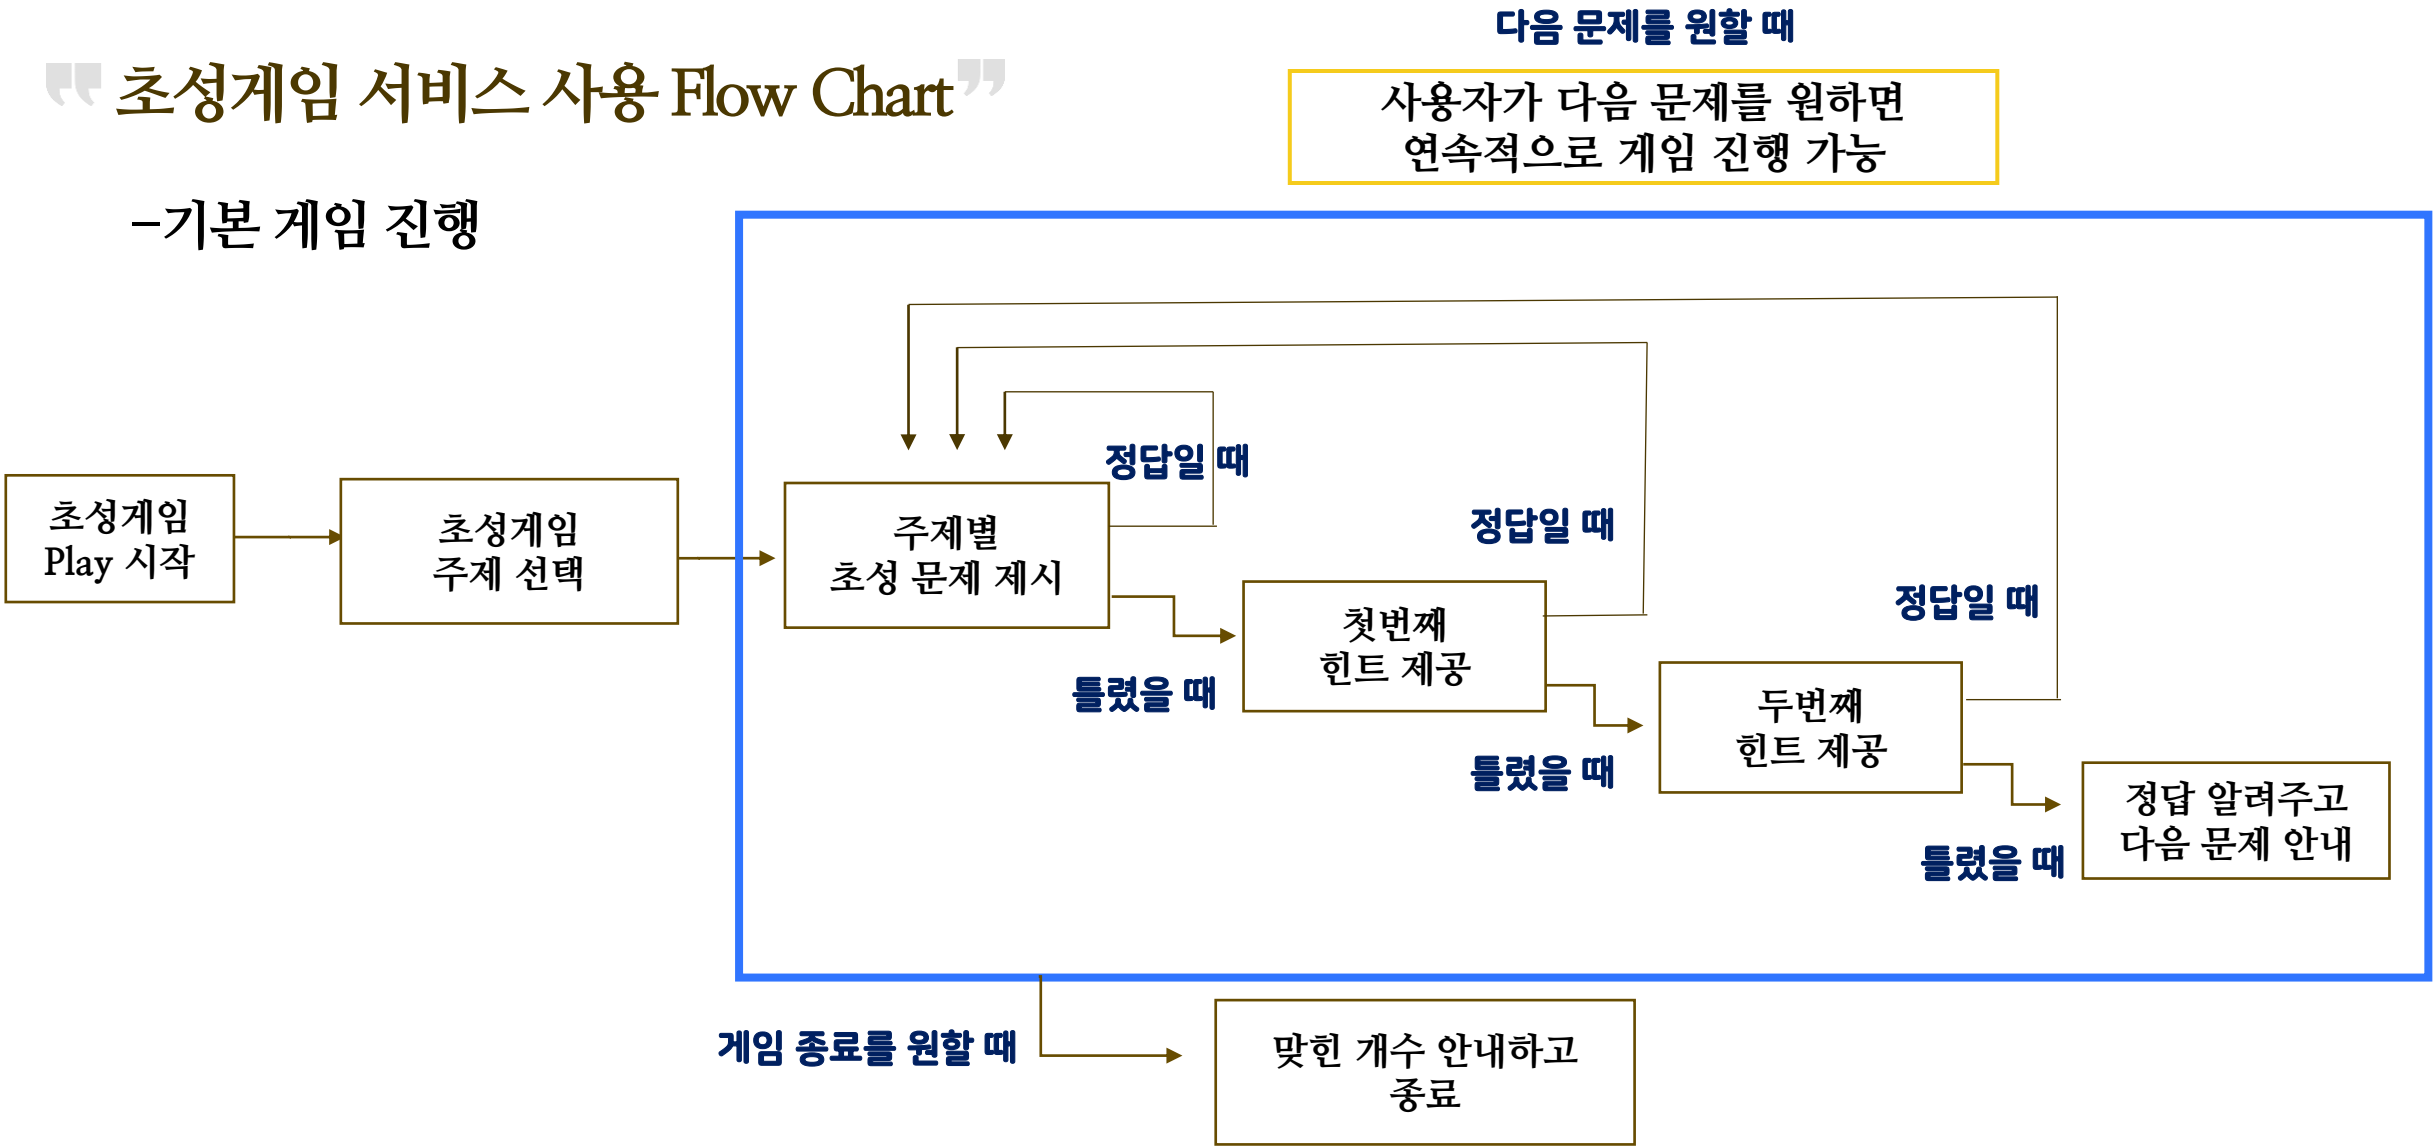 다음 문제를 원할 때
" 초성게임 서비스 사용 Flow Chart "
사용자가 다음 문제를 원하면
연속적으로 게임 진행 가능
-기본 게임 진행
초성게임
Play 시작
초성게임
주제 선택
주제별
초성 문제 제시
정답일 때
틀렸을 때
첫번째
힌트 제공
정답일 때
틀렸을 때
두번째
힌트 제공
정답일 때
틀렸을 때
정답 알려주고
다음 문제 안내
게임 종료를 원할 때
맞힌 개수 안내하고
종료